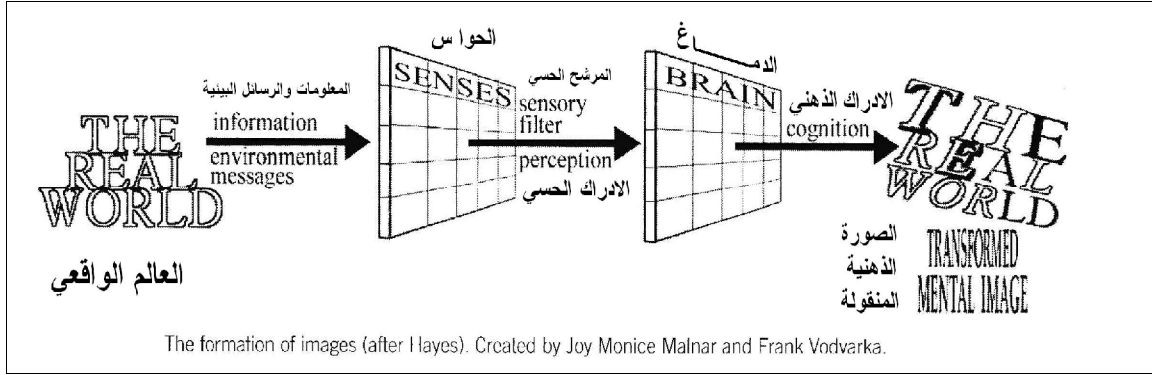 العالم الواقعي
THE
REAL
WORLD
المعلومات والرسائل البيئية
information
environmental
messages
الحواس
SENSES
المرشح الحسي
sensory
filter
perception
الادراك الحسي
الدمـــــاغ
BRAIN
الادراك الذهني
cognition
THE
REAL
WORLD
الصورة
الذهنية
المنقولة
TRANSFORMED
MENTAL IMAGE
The formation of images (after Hayes). Created by Joy Monice Malnar and Frank Vodvarka.